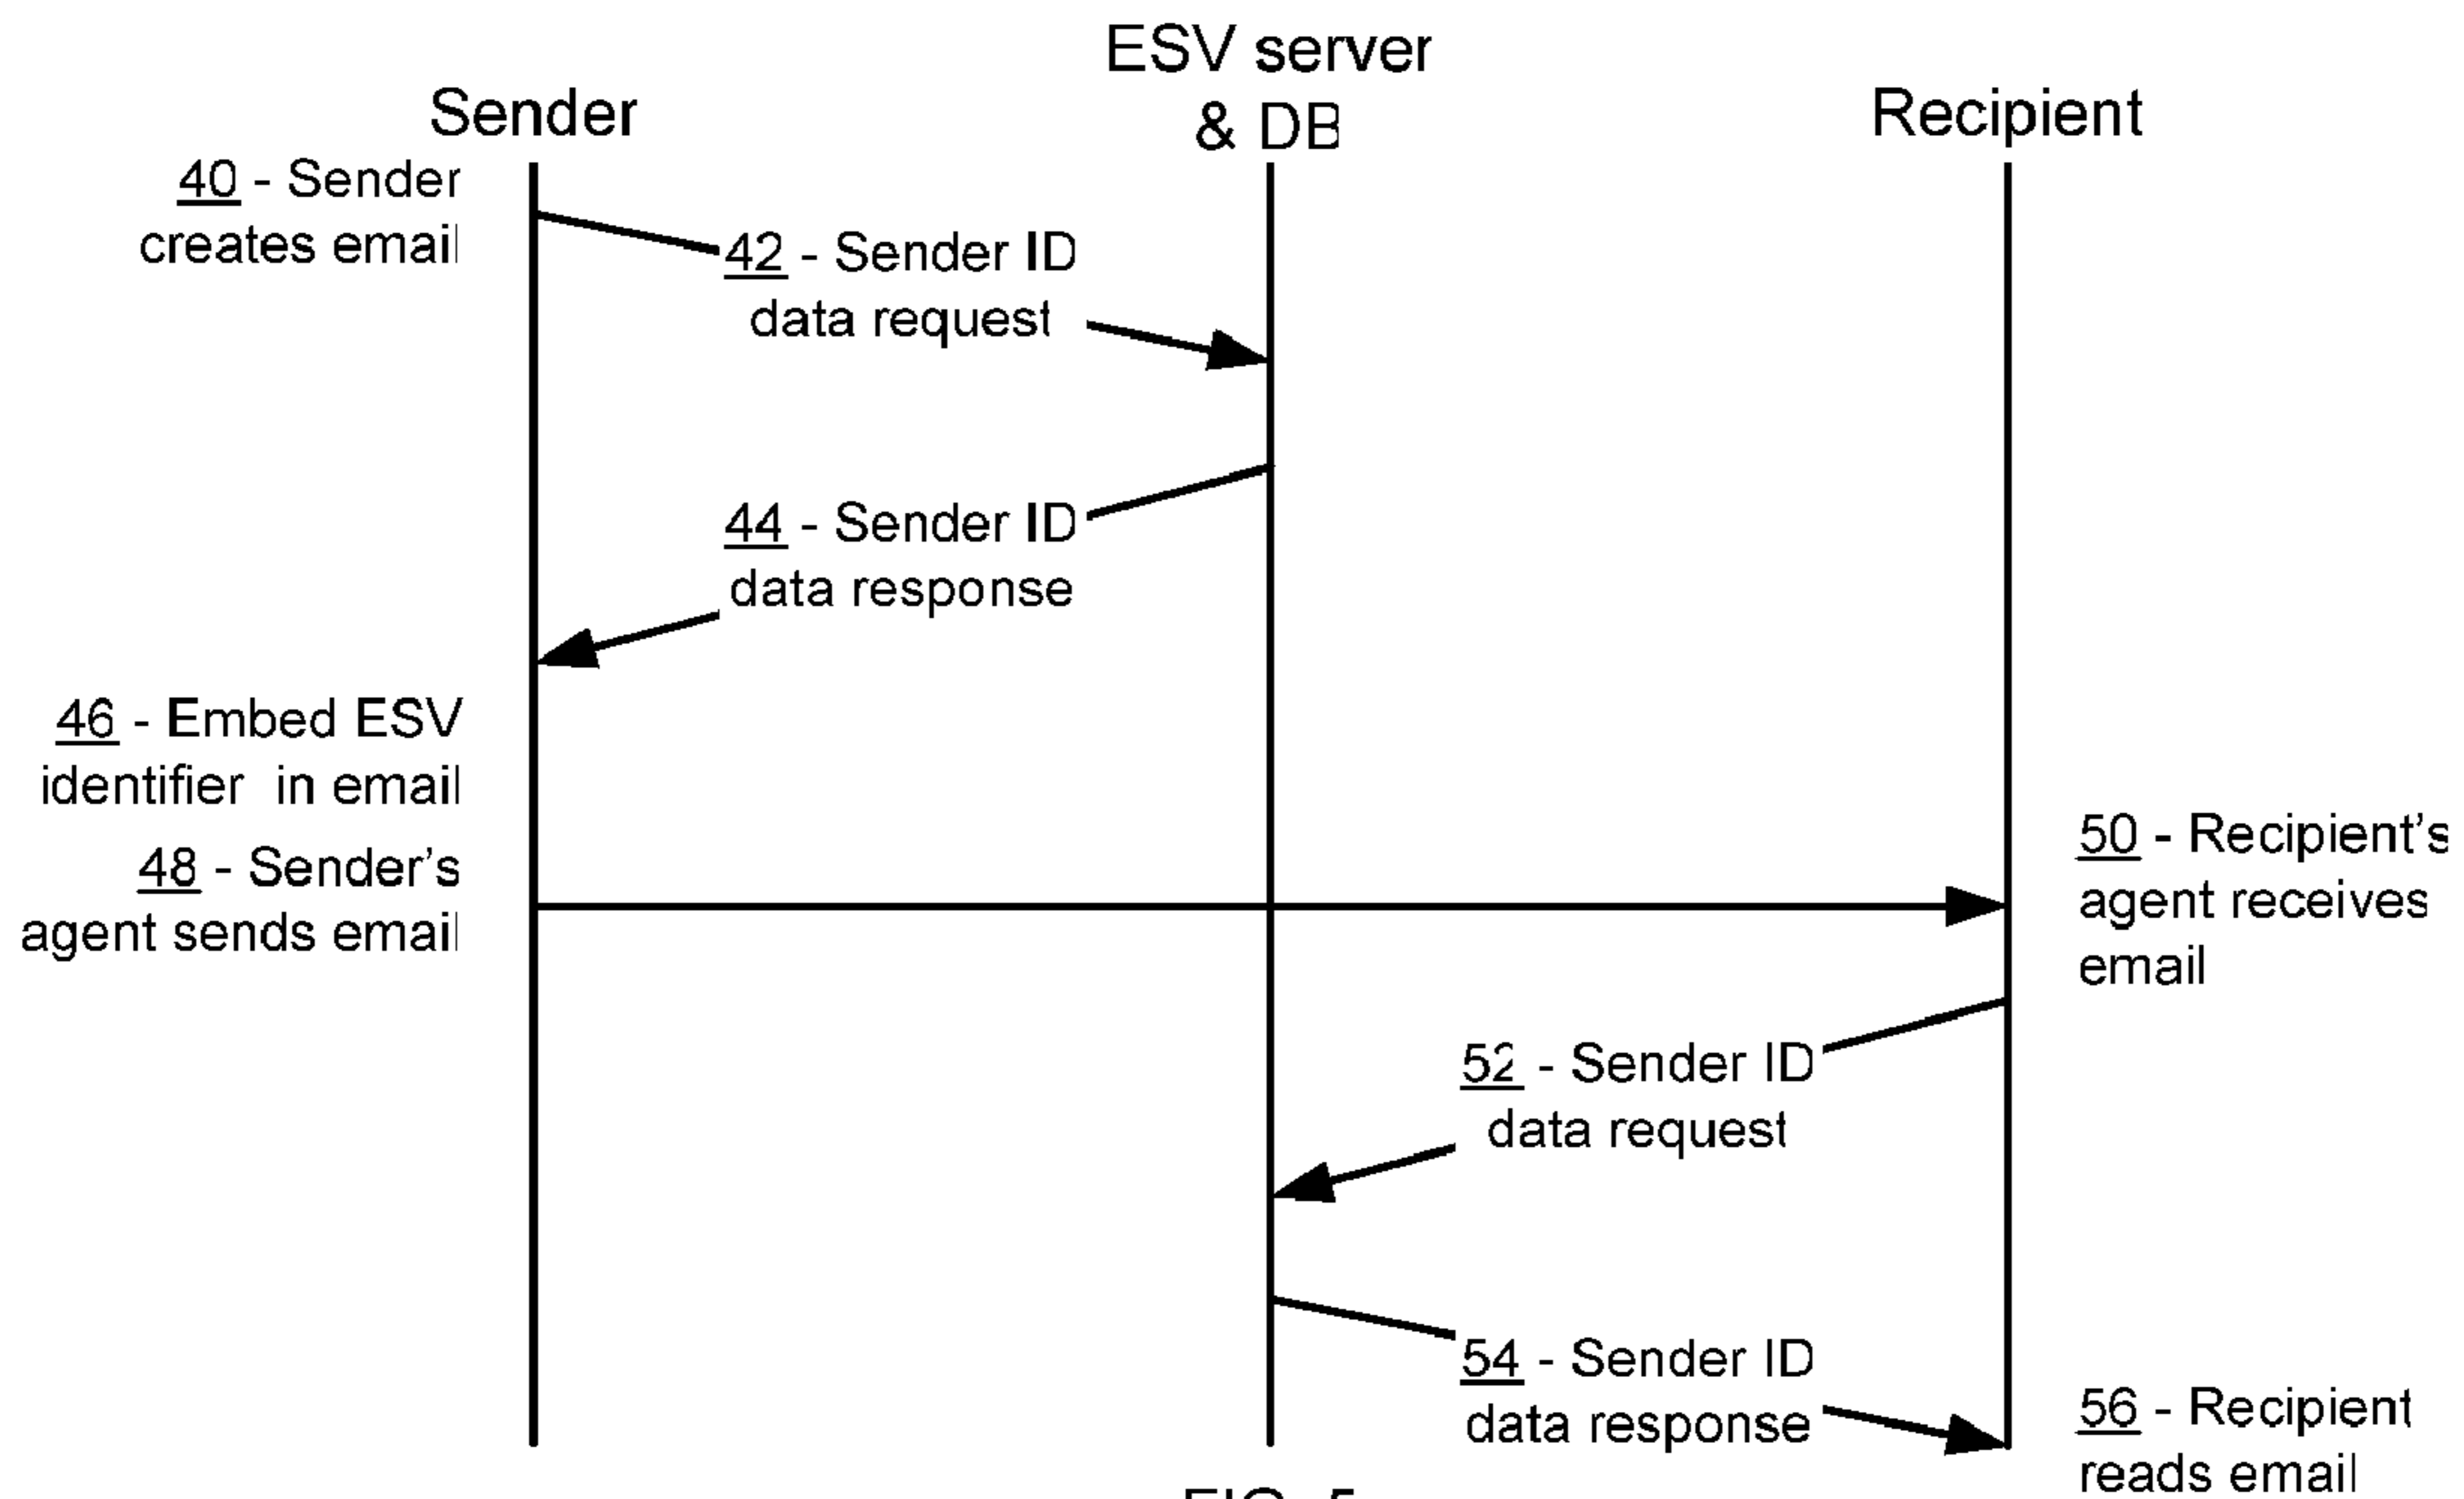 ESV server
& DB
Sender
Recipient
40 - Sender
creates email
42 - Sender ID
data request
44 - Sender ID
data response
46 - Embed ESV
identifier in email
48 - Sender's
agent sends email
50 - Recipient's
agent receives
email
52 - Sender ID
data request
54 - Sender ID
data response
56 - Recipient
reads email